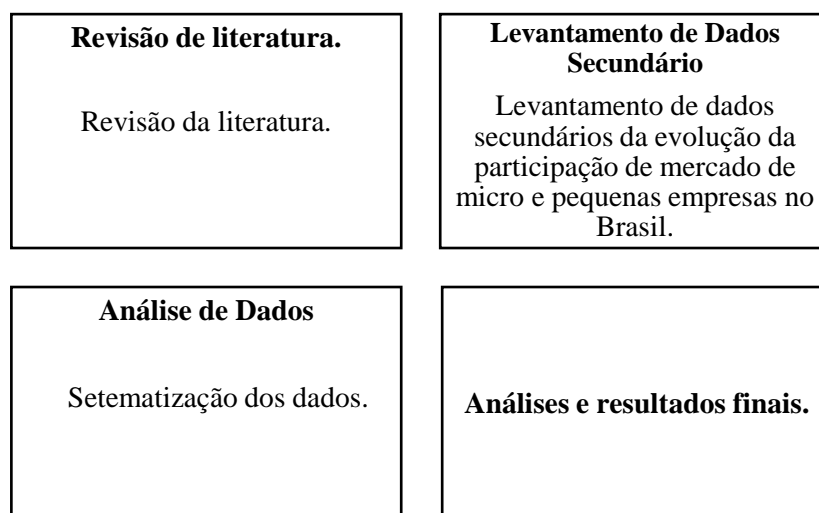 Revisão de literatura.
Revisão da literatura.
Levantamento de Dados
Secundário
Levantamento de dados
secundários da evolução da
participação de mercado de
micro e pequenas empresas no
Brasil.
Análise de Dados
Setematização dos dados.
Análises e resultados finais.